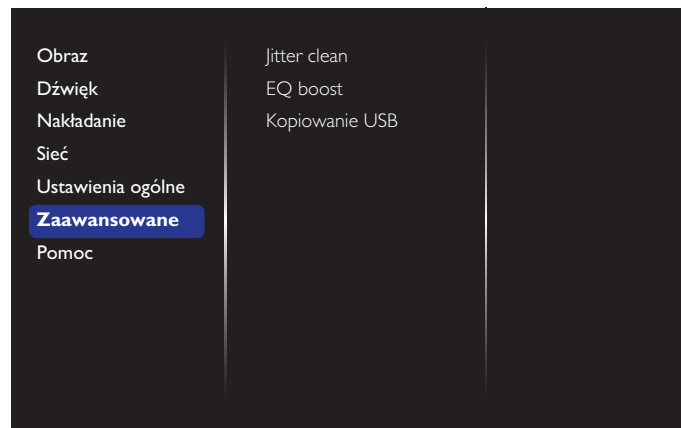 Obraz
Dźwięk
Nakładanie
Sieć
Ustawienia ogólne
Zaawansowane
Pomoc
Jitter clean
EQ boost
Kopiowanie USB